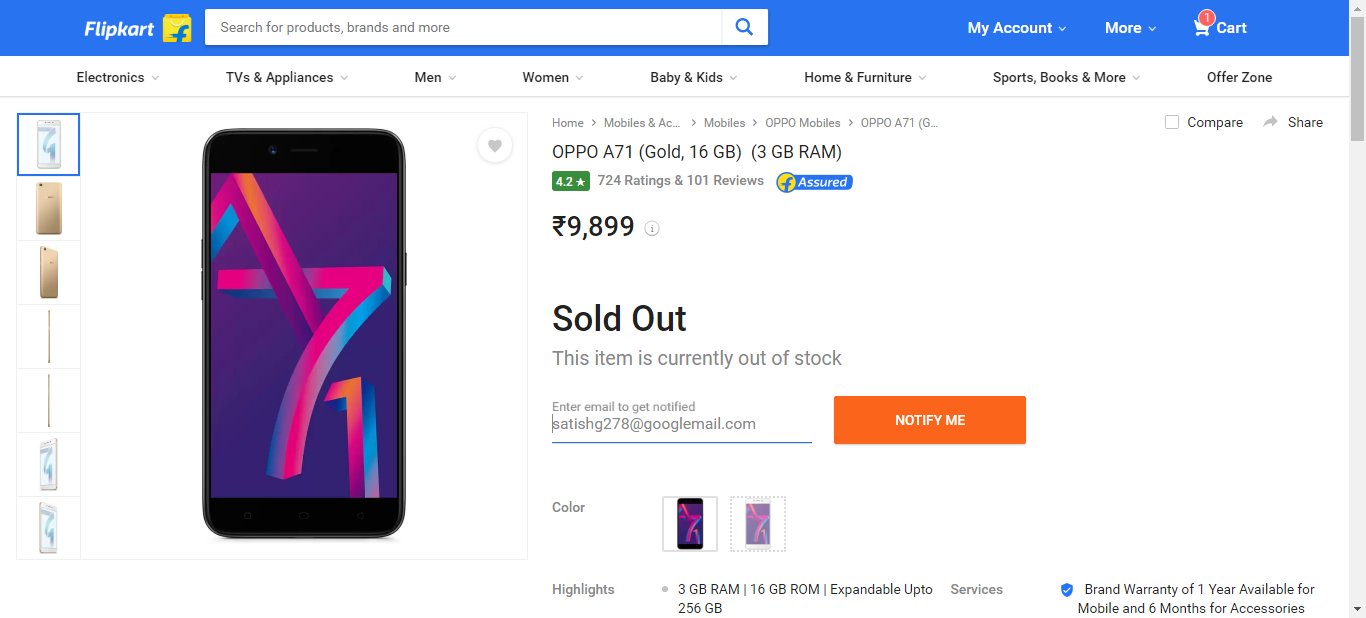 Flipkart
Search for products, brands and more
My Account
More
1
Cart
Electronics
TVs & Appliances
Men
Women
Baby & Kids
Home & Furniture
Sports, Books & More
Offer Zone
Home > Mobiles & Ac... > Mobiles > OPPO Mobiles > OPPO A71 (G...
Compare
Share
OPPO A71 (Gold, 16 GB)  (3 GB RAM)
4.2 ★ 724 Ratings & 101 Reviews Assured
₹9,899
Sold Out
This item is currently out of stock
Enter email to get notified
satishg278@googlemail.com
NOTIFY ME
Color
Highlights
3 GB RAM | 16 GB ROM | Expandable Upto
256 GB
Services
Brand Warranty of 1 Year Available for
Mobile and 6 Months for Accessories
71